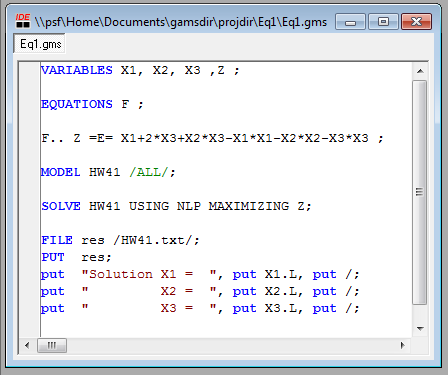 IDE \\psf\Home\Documents\gamsdir\projdir\Eq1\Eq1.gms
Eq1.gms
VARIABLES X1, X2, X3 ,Z ;
EQUATIONS F ;
F.. Z =E= X1+2*X3+X2*X3-X1*X1-X2*X2-X3*X3 ;
MODEL HW41 /ALL/;
SOLVE HW41 USING NLP MAXIMIZING Z;
FILE res /HW41.txt/;
PUT  res;
put  "Solution X1 =  ", put X1.L, put /;
put  "         X2 =  ", put X2.L, put /;
put  "         X3 =  ", put X3.L, put /;